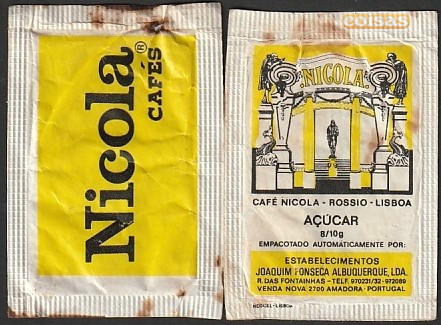 Nicola®
CAFÉS
coisas
NICOLA
CAFÉ NICOLA - ROSSIO - LISBOA
AÇÚCAR
8/10g
EMPACOTADO AUTOMÁTICAMENTE POR:
ESTABELECIMENTOS
JOAQUIM FONSECA ALBUQUERQUE, LDA.
R. DAS FONTAINHAS - TELF. 970231/32 - 972089
VENDA NOVA 2700 AMADORA - PORTUGAL